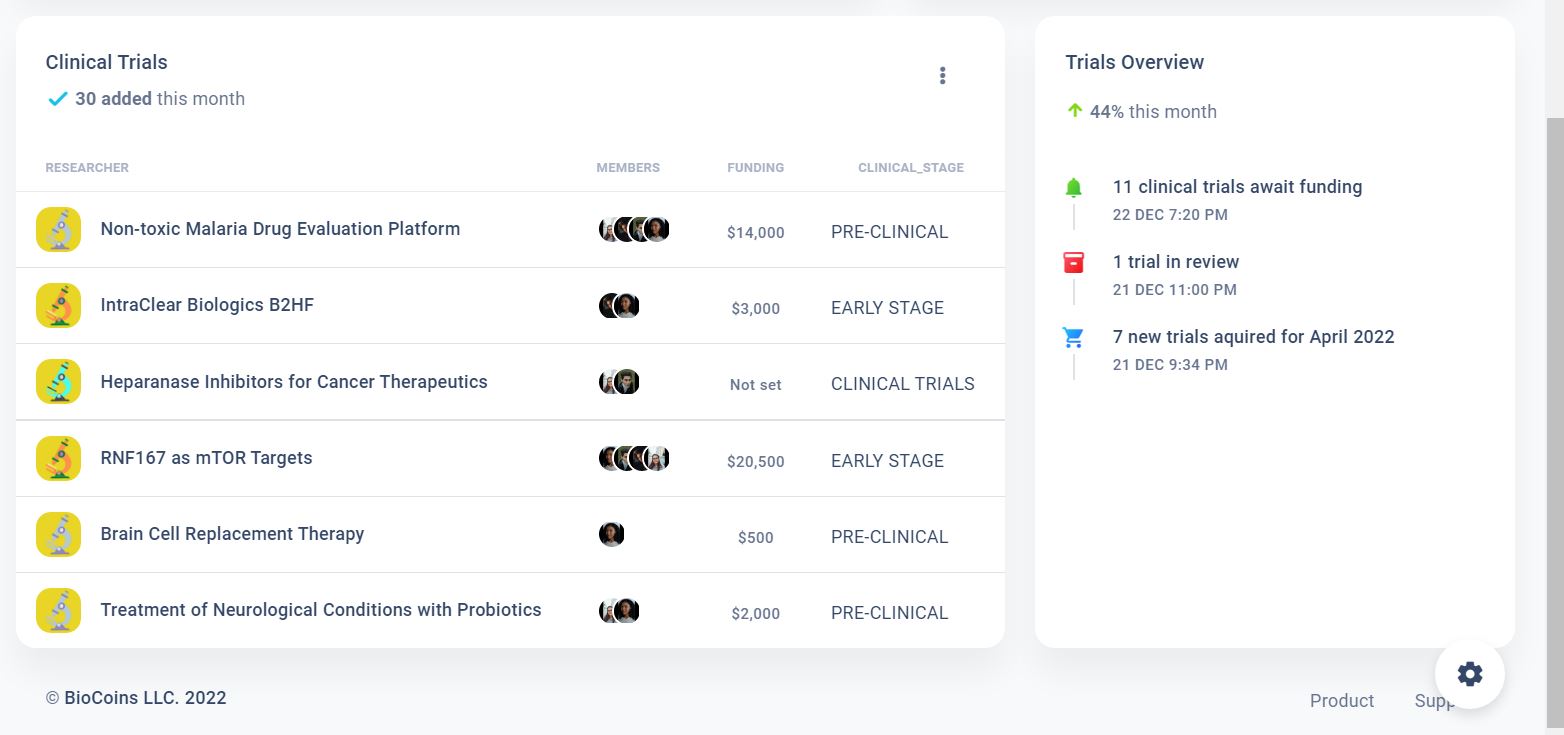 Clinical Trials
30 added this month
RESEARCHER MEMBERS FUNDING CLINICAL_STAGE
Non-toxic Malaria Drug Evaluation Platform $14,000 PRE-CLINICAL
IntraClear Biologics B2HF $3,000 EARLY STAGE
Heparanase Inhibitors for Cancer Therapeutics Not set CLINICAL TRIALS
RNF167 as mTOR Targets $20,500 EARLY STAGE
Brain Cell Replacement Therapy $500 PRE-CLINICAL
Treatment of Neurological Conditions with Probiotics $2,000 PRE-CLINICAL
Trials Overview
44% this month
11 clinical trials await funding
22 DEC 7:20 PM
1 trial in review
21 DEC 11:00 PM
7 new trials aquired for April 2022
21 DEC 9:34 PM
© BioCoins LLC. 2022
Product